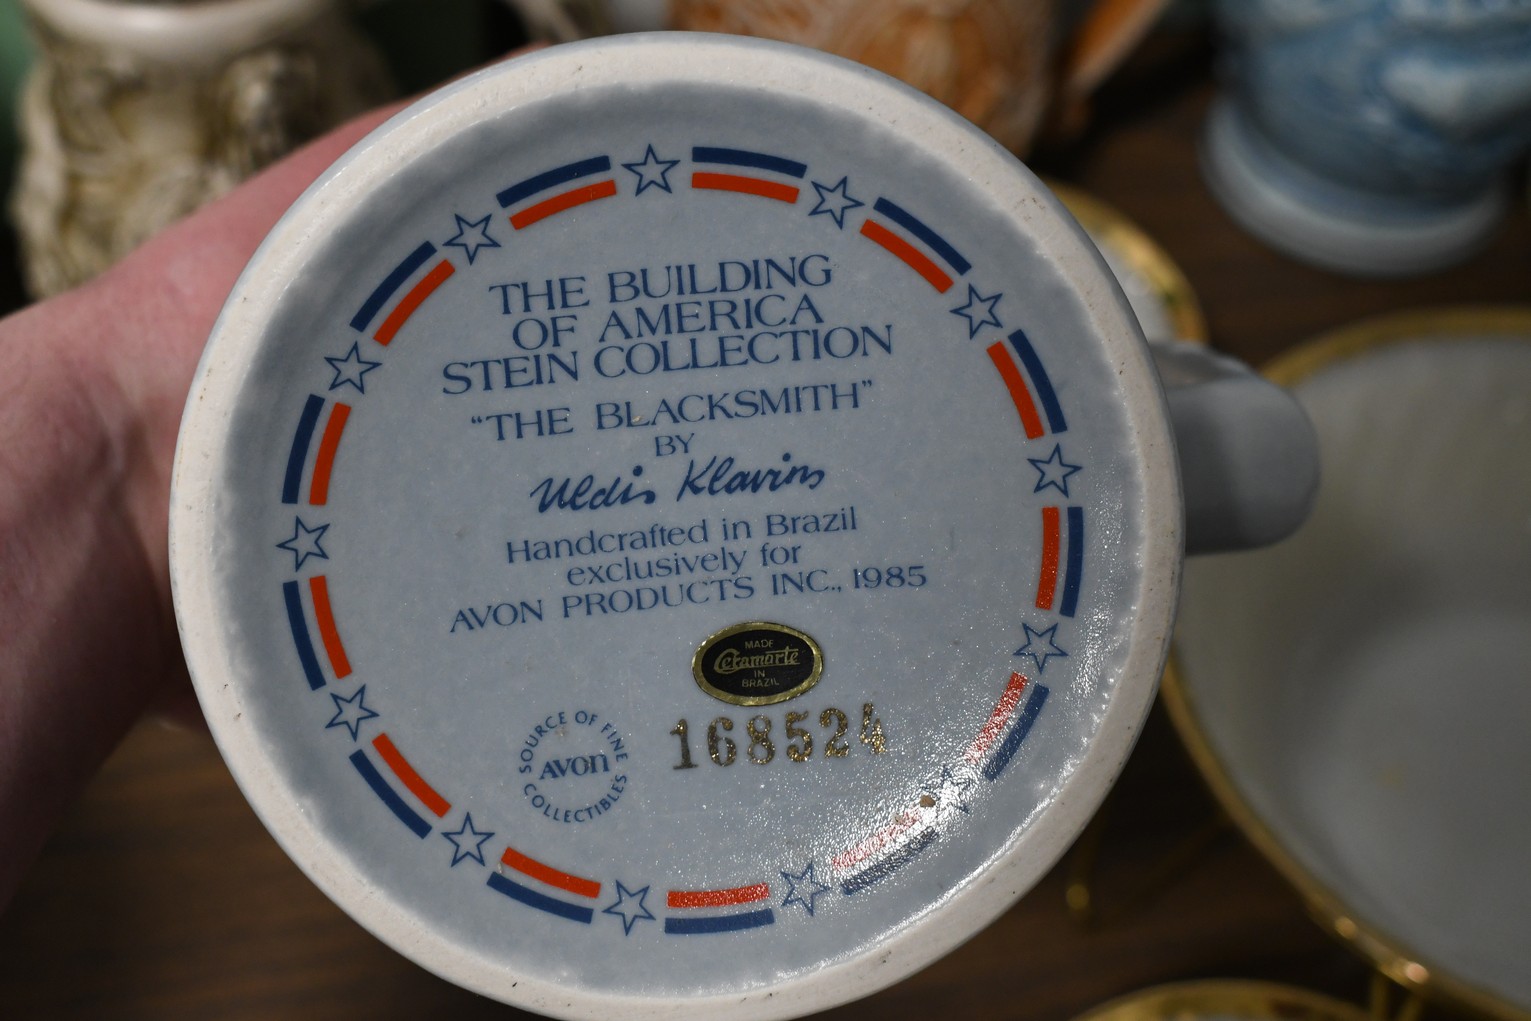 THE BUILDING
OF AMERICA
STEIN COLLECTION
“THE BLACKSMITH”
BY
Uldis Klavins
Handcrafted in Brazil
exclusively for
AVON PRODUCTS INC., 1985
MADE
Ceramarte
IN
BRAZIL
168524
SOURCE OF FINE
AVON
COLLECTIBLES